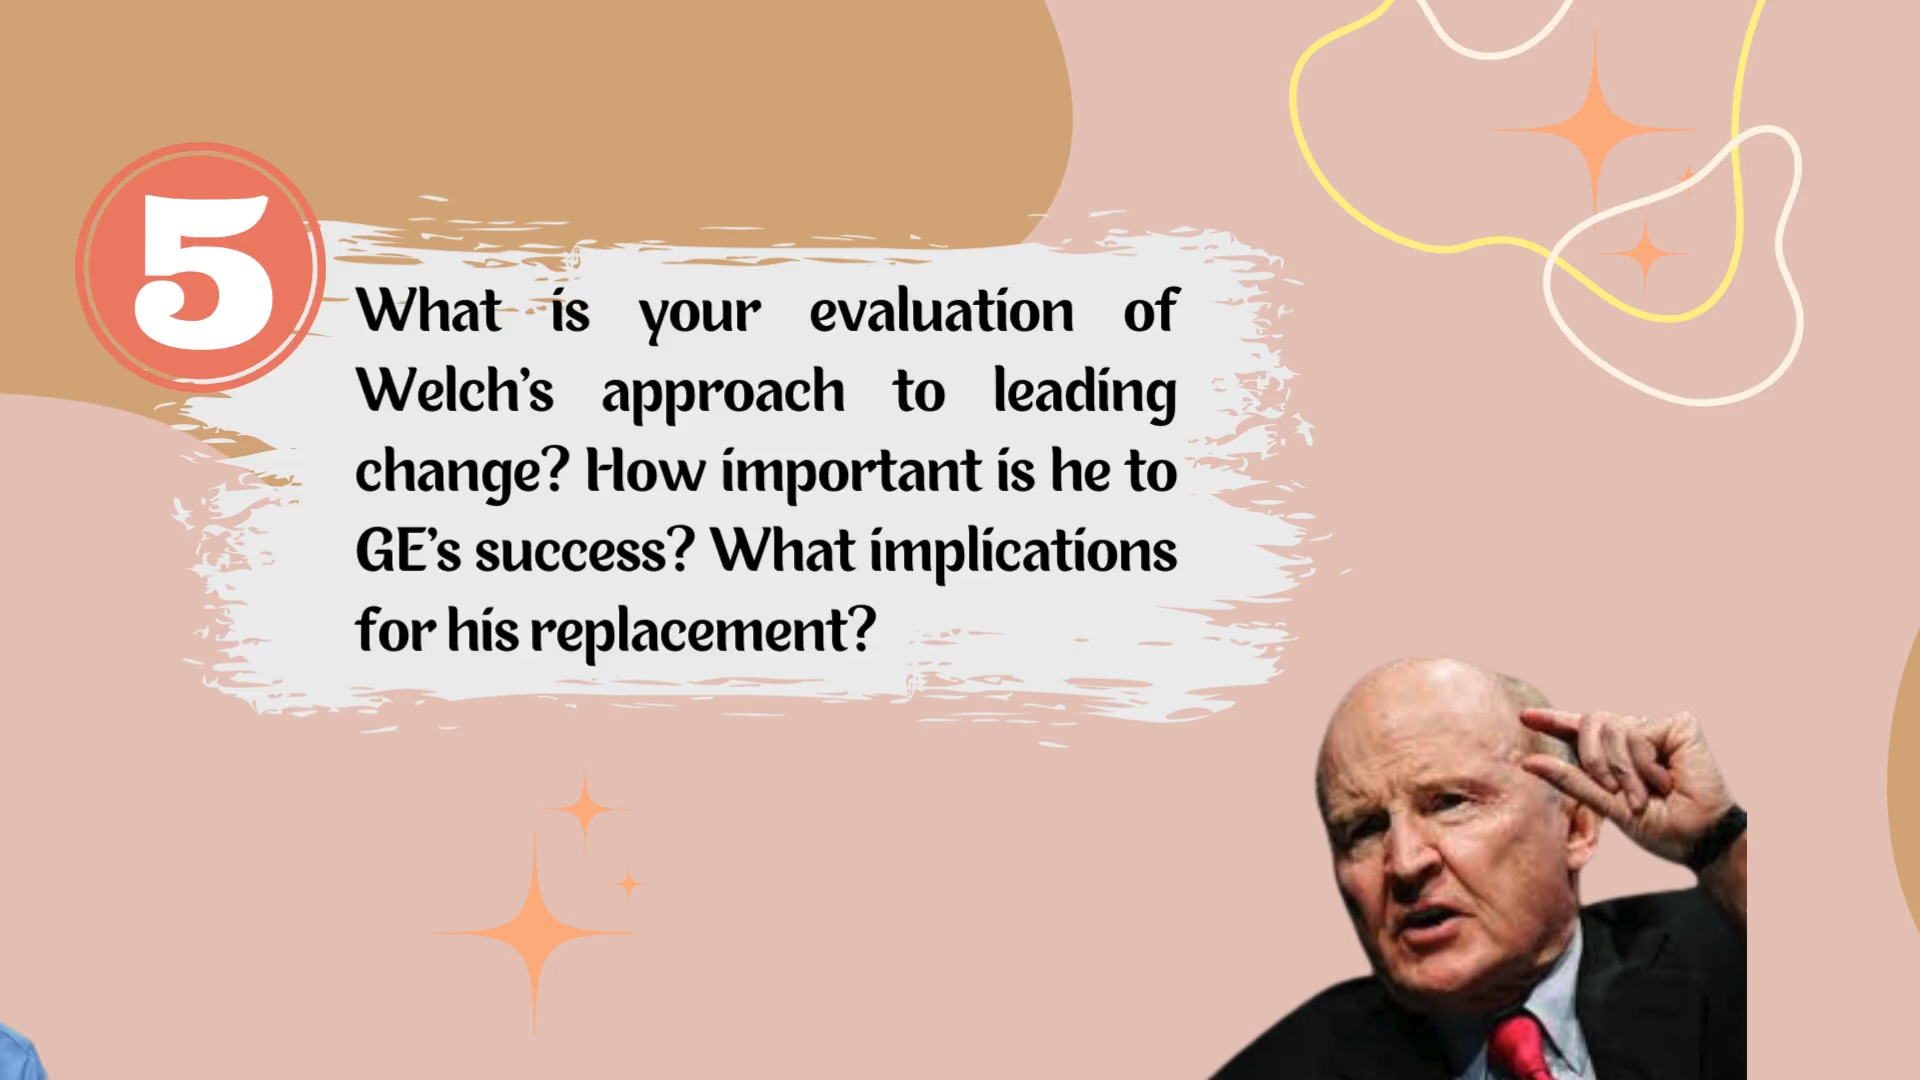 5
What is your evaluation of
Welch’s approach to leading
change? How important is he to
GE’s success? What implications
for his replacement?